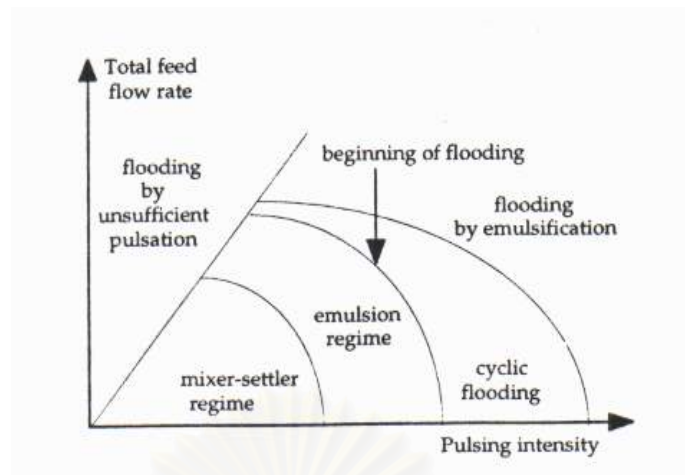 Total feed
flow rate
beginning of flooding
flooding
by
unsufficient
pulsation
flooding
by emulsification
emulsion
regime
cyclic
flooding
mixer-settler
regime
Pulsing intensity